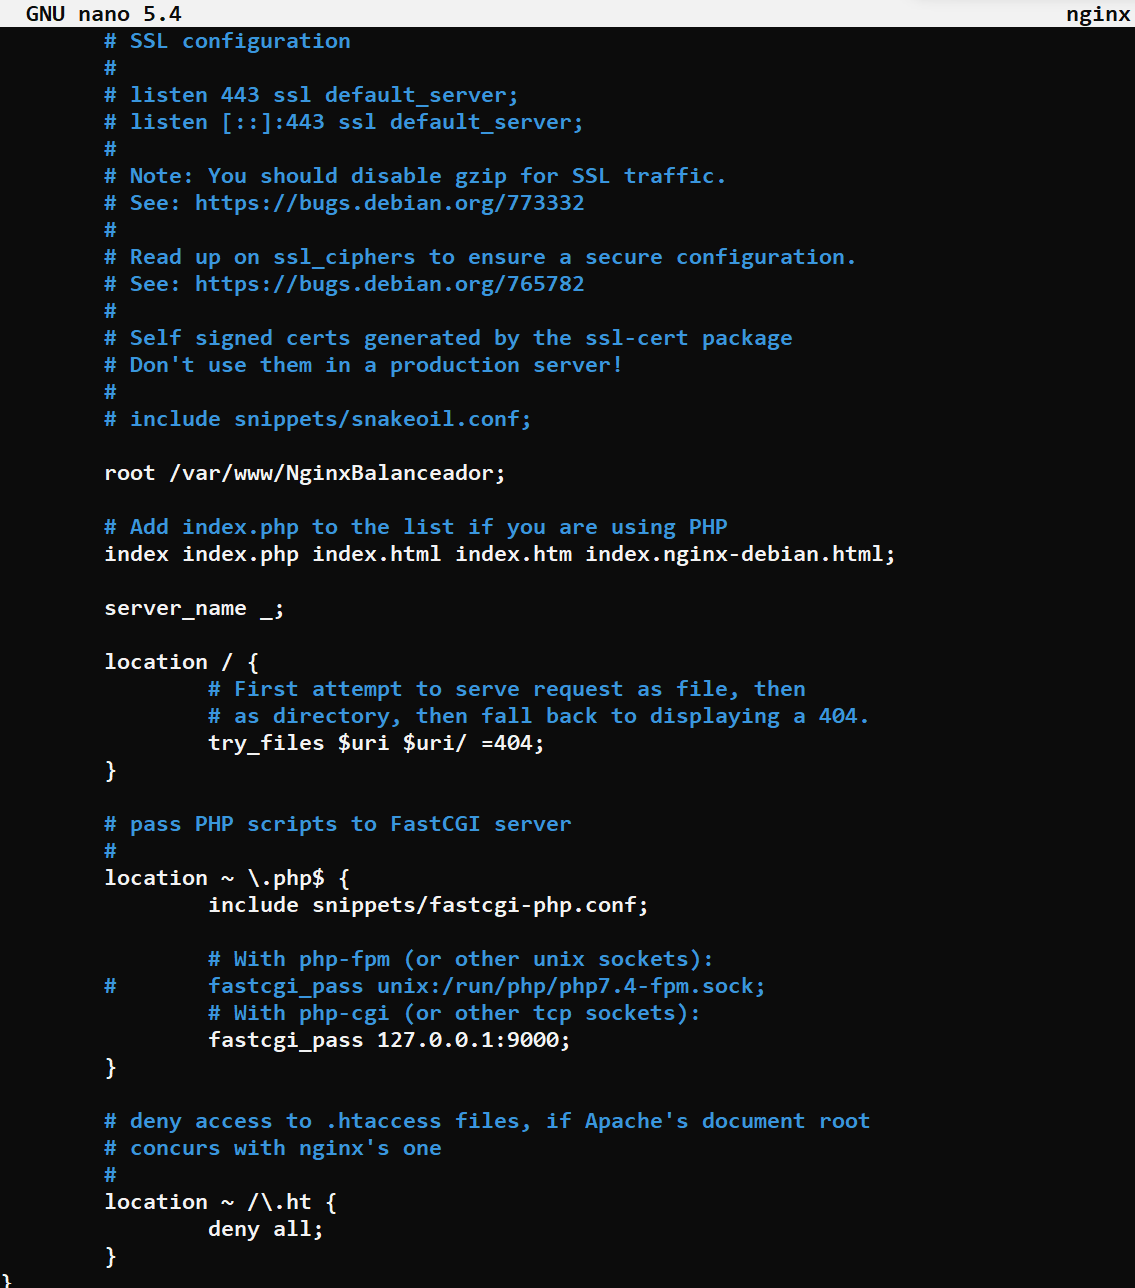 GNU nano 5.4 nginx
# SSL configuration
#
# listen 443 ssl default_server;
# listen [::]:443 ssl default_server;
#
# Note: You should disable gzip for SSL traffic.
# See: https://bugs.debian.org/773332
#
# Read up on ssl_ciphers to ensure a secure configuration.
# See: https://bugs.debian.org/765782
#
# Self signed certs generated by the ssl-cert package
# Don't use them in a production server!
#
# include snippets/snakeoil.conf;
root /var/www/NginxBalanceador;
# Add index.php to the list if you are using PHP
index index.php index.html index.htm index.nginx-debian.html;
server_name _;
location / {
# First attempt to serve request as file, then
# as directory, then fall back to displaying a 404.
try_files $uri $uri/ =404;
}
# pass PHP scripts to FastCGI server
#
location ~ \.php$ {
include snippets/fastcgi-php.conf;
# With php-fpm (or other unix sockets):
# fastcgi_pass unix:/run/php/php7.4-fpm.sock;
# With php-cgi (or other tcp sockets):
fastcgi_pass 127.0.0.1:9000;
}
# deny access to .htaccess files, if Apache's document root
# concurs with nginx's one
#
location ~ /\.ht {
deny all;
}
}